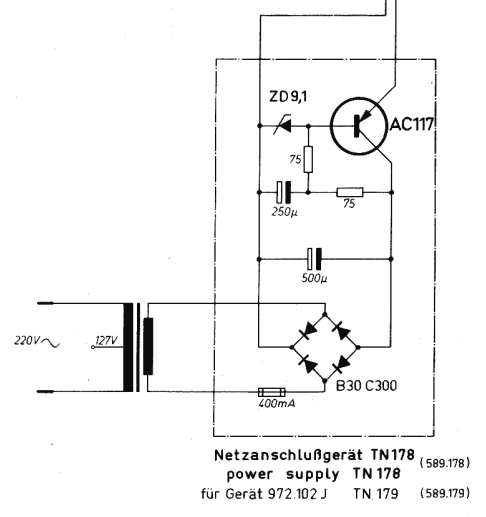 ZD9,1
AC117
75
250µ
75
500µ
220V~
127V
B30 C300
400mA
Netzanschlußgerät TN178 (589.178)
power supply TN 178
für Gerät 972.102 J TN 179 (589.179)